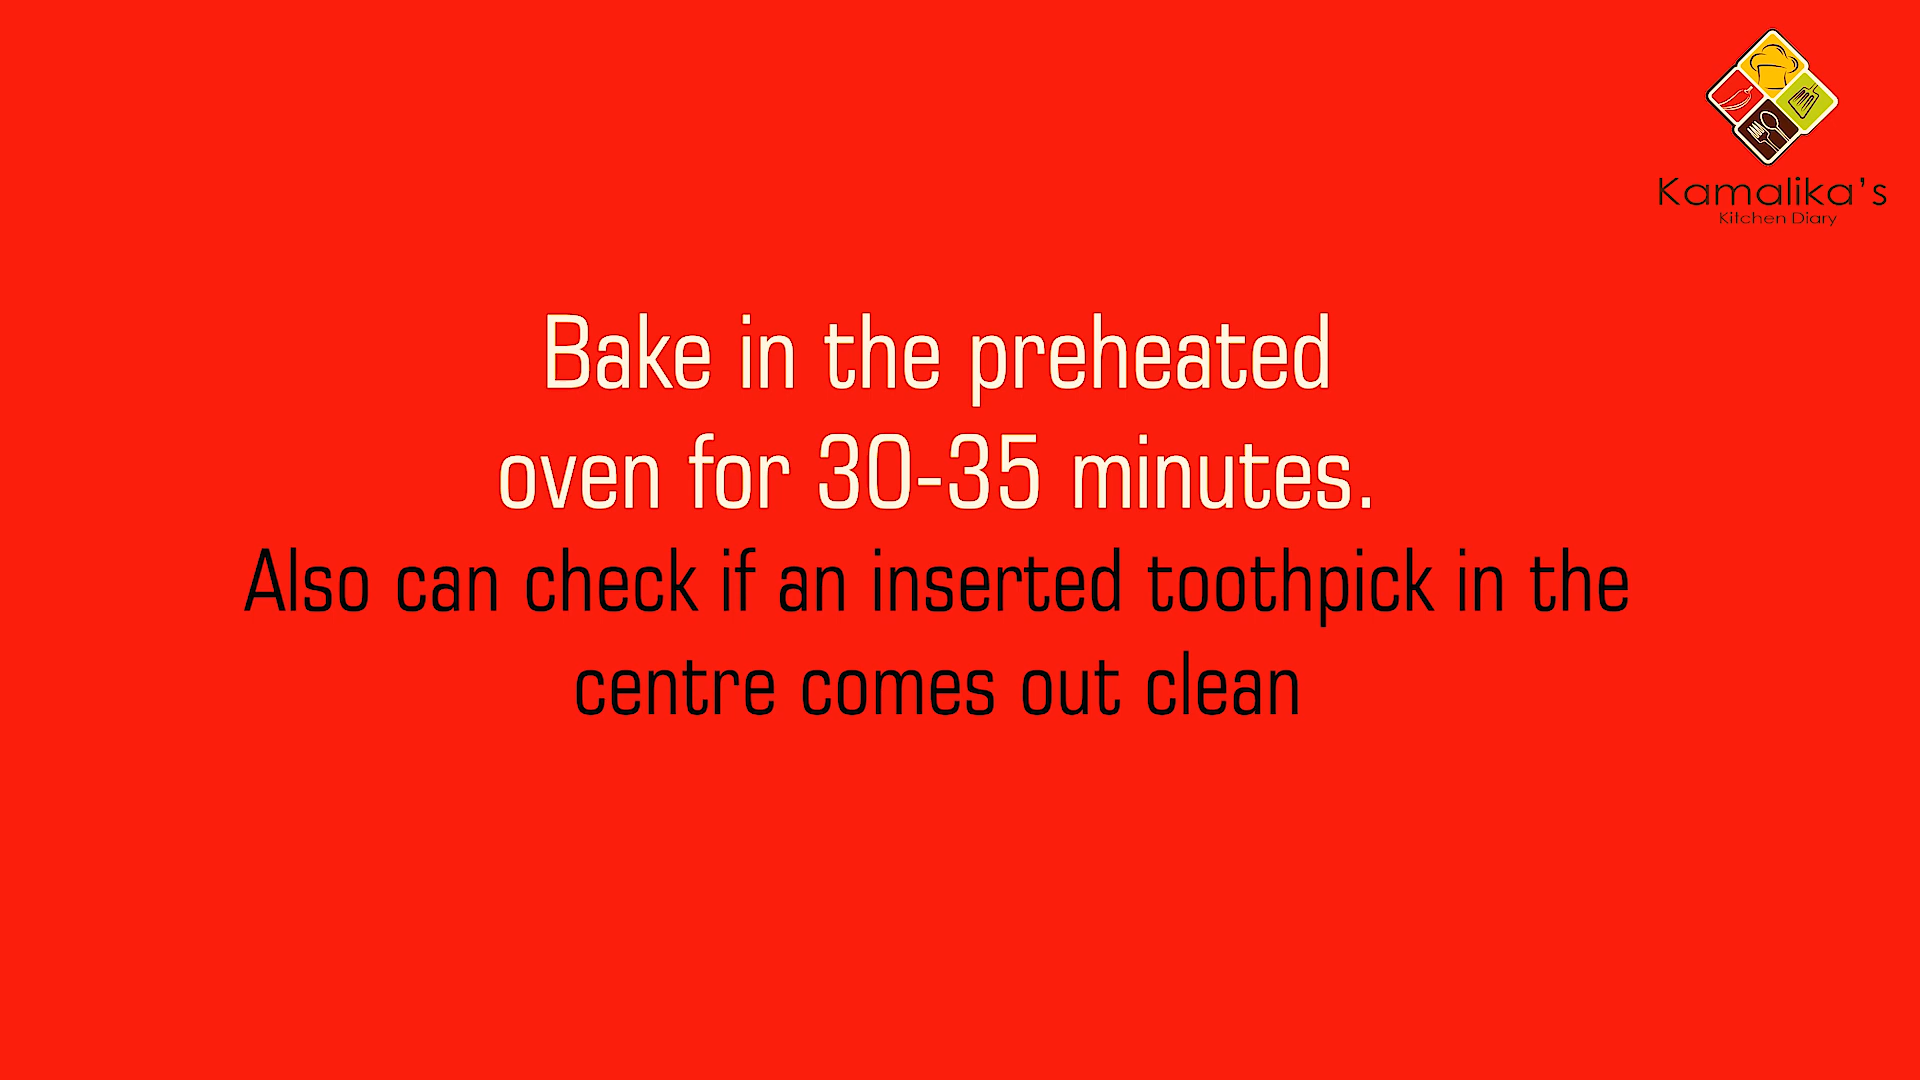 Kamalika's
Kitchen Diary
Bake in the preheated
oven for 30-35 minutes.
Also can check if an inserted toothpick in the
centre comes out clean